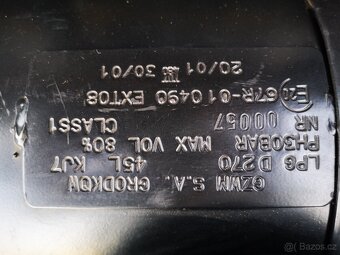 GZWM S.A. GRODKÓW
LPG D270 45L KJ7
PH30BAR MAX VOL 80%
NR 00057 CLASS1
E20 67R-010490 EXT08
20/01 30/01
Bazoš.cz